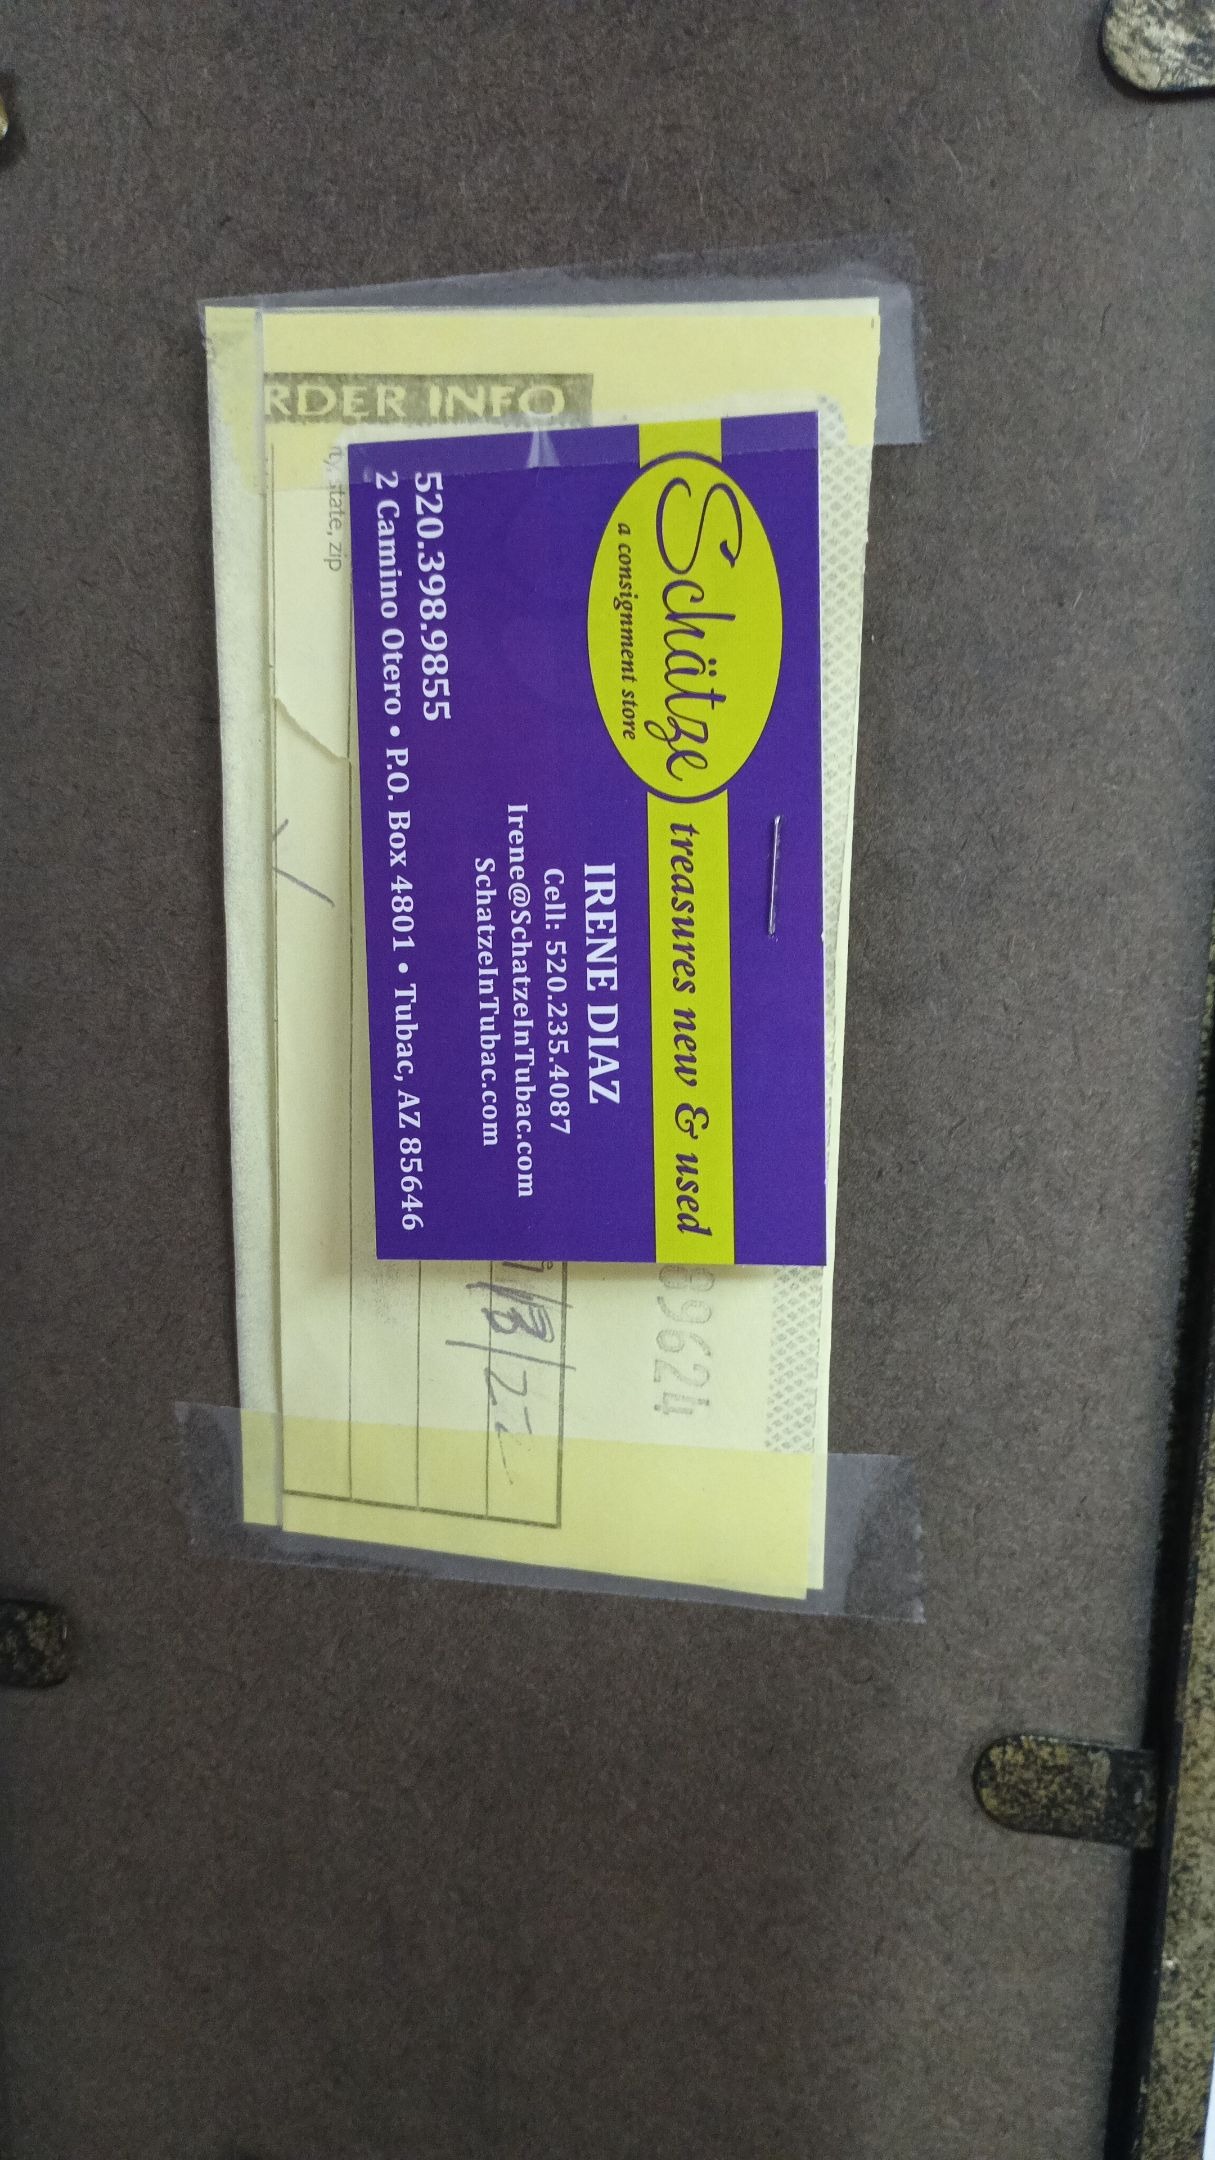 RDER INFO
state, zip
Schätze
a consignment store
treasures new & used
IRENE DIAZ
Cell: 520.235.4087
Irene@SchatzeInTubac.com
SchatzeInTubac.com
520.398.9855
2 Camino Otero • P.O. Box 4801 • Tubac, AZ 85646
89624